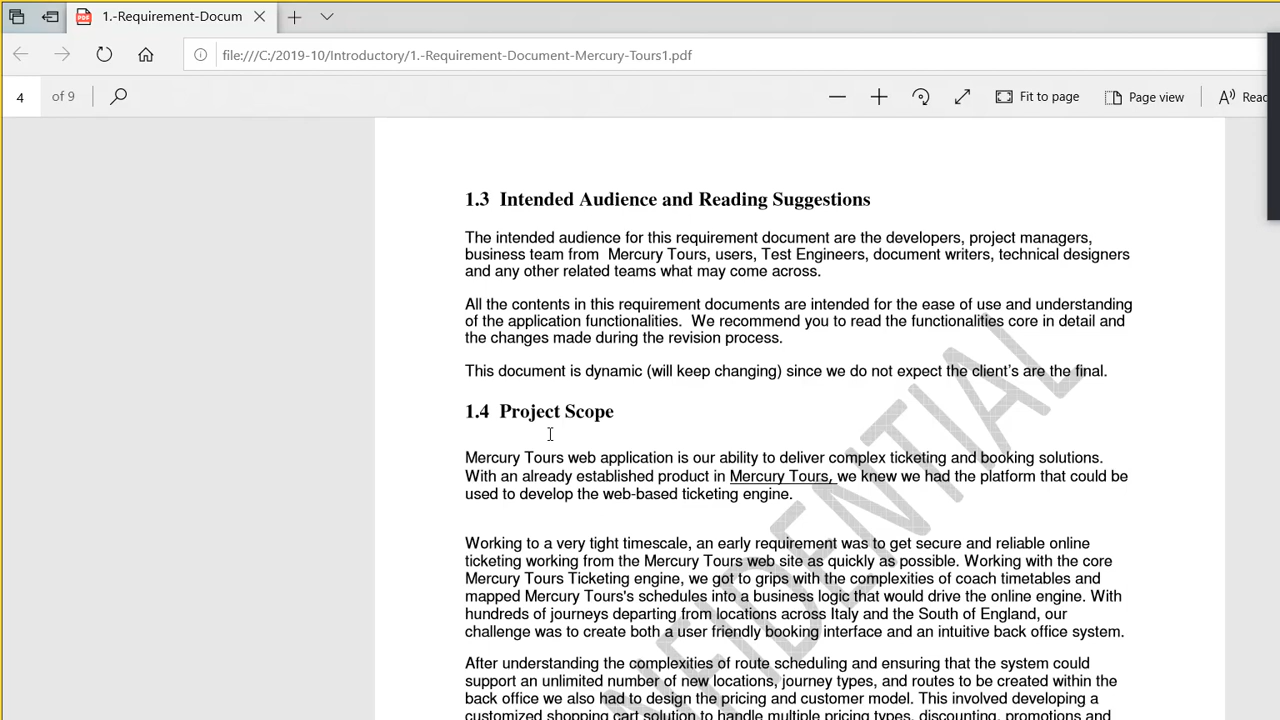 1.-Requirement-Docum
file:///C:/2019-10/Introductory/1.-Requirement-Document-Mercury-Tours1.pdf
4 of 9 Fit to page Page view Read
1.3 Intended Audience and Reading Suggestions
The intended audience for this requirement document are the developers, project managers,
business team from Mercury Tours, users, Test Engineers, document writers, technical designers
and any other related teams what may come across.
All the contents in this requirement documents are intended for the ease of use and understanding
of the application functionalities. We recommend you to read the functionalities core in detail and
the changes made during the revision process.
This document is dynamic (will keep changing) since we do not expect the client's are the final.
1.4 Project Scope
Mercury Tours web application is our ability to deliver complex ticketing and booking solutions.
With an already established product in Mercury Tours, we knew we had the platform that could be
used to develop the web-based ticketing engine.
Working to a very tight timescale, an early requirement was to get secure and reliable online
ticketing working from the Mercury Tours web site as quickly as possible. Working with the core
Mercury Tours Ticketing engine, we got to grips with the complexities of coach timetables and
mapped Mercury Tours's schedules into a business logic that would drive the online engine. With
hundreds of journeys departing from locations across Italy and the South of England, our
challenge was to create both a user friendly booking interface and an intuitive back office system.
After understanding the complexities of route scheduling and ensuring that the system could
support an unlimited number of new locations, journey types, and routes to be created within the
back office we also had to design the pricing and customer model. This involved developing a
customized shopping cart solution to handle multiple pricing types, discounting, promotions and
NFIDENTIAL